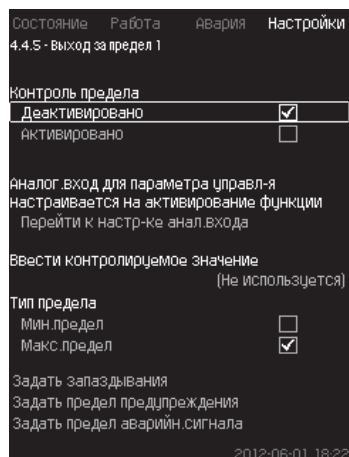 Состояние Работа Авария Настройки
4.4.5 - Выход за предел 1
Контроль предела
Деактивировано
Активировано
Аналог.вход для параметра управл-я
настраивается на активирование функции
Перейти к настр-ке анал.входа
Ввести контролируемое значение
(Не используется)
Тип предела
Мин.предел
Макс.предел
Задать запаздывания
Задать предел предупреждения
Задать предел аварийн.сигнала
2012-06-01 18:22